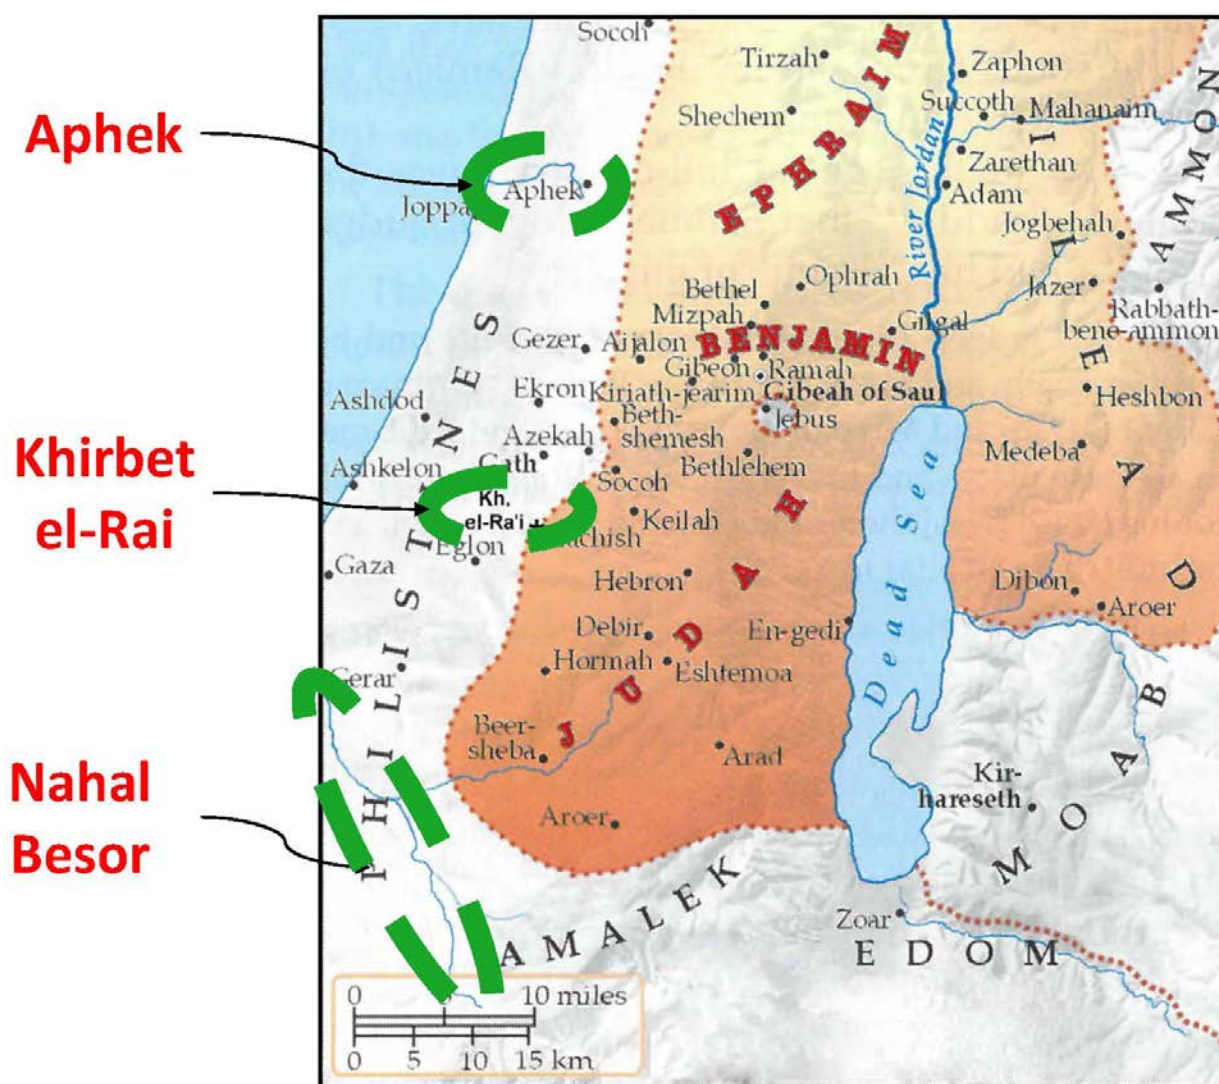 Aphek
Khirbet
el-Rai
Nahal
Besor
Socoh
Tirzah
Zaphon
EPHRAIM
Shechem
Succoth
Mahanaim
AMMON
River Jordan
Zarethan
Aphek
Adam
Joppa
Jogbehah
Ophrah
Jazer
Bethel
Rabbath-
bene-ammon
Mizpah
Gilgal
BENJAMIN
Gezer
Aijalon
Gibeon
Ramah
Ekron
Kiriath-jearim
Gibeah of Saul
Heshbon
Ashdod
Beth-
shemesh
Jebus
Azekah
Gath
Bethlehem
Medeba
Ashkelon
Socoh
Kh.
el-Ra'i
Keilah
Eglon
Gaza
Hebron
Dibon
Aroer
Debir
En-gedi
Dead Sea
Hormah
Eshtemoa
Gerar
JUDAH
PHILISTINES
Beer-
sheba
Arad
Kir-
hareseth
MOAB
Aroer
AMALEK
Zoar
EDOM
0 10 miles
0 5 10 15 km